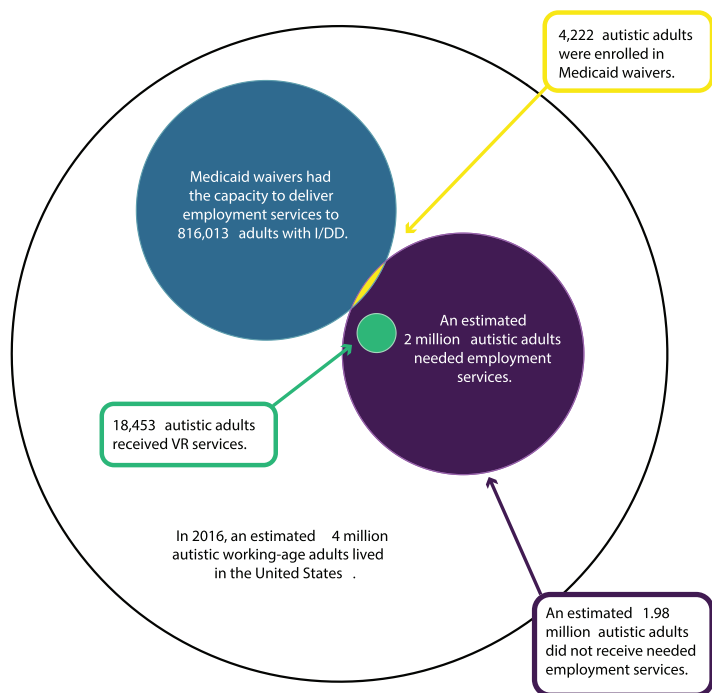 4,222 autistic adults
were enrolled in
Medicaid waivers.
Medicaid waivers had
the capacity to deliver
employment services to
816,013 adults with I/DD.
An estimated
2 million autistic adults
needed employment
services.
18,453 autistic adults
received VR services.
In 2016, an estimated 4 million
autistic working-age adults lived
in the United States .
An estimated 1.98
million autistic adults
did not receive needed
employment services.